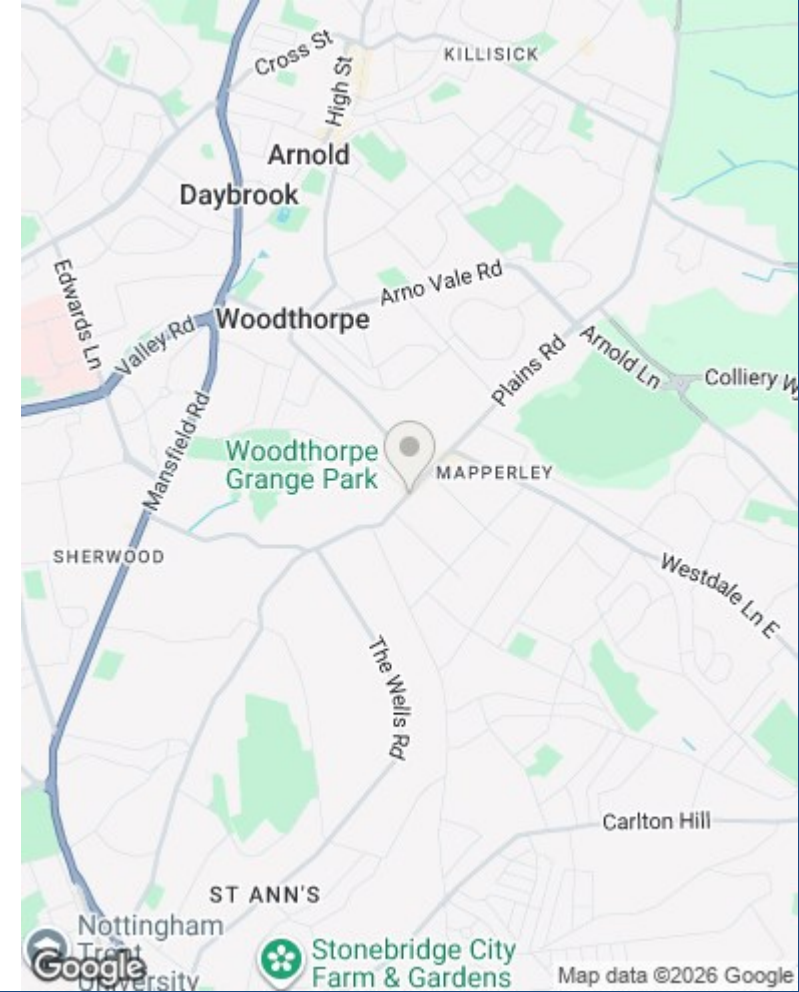 Cross St
High St
KILLISICK
Arnold
Daybrook
Edwards Ln
Arno Vale Rd
Woodthorpe
Valley Rd
Plains Rd
Arnold Ln
Colliery W
Mansfield Rd
Woodthorpe
Grange Park
MAPPERLEY
SHERWOOD
Westdale Ln E
The Wells Rd
Carlton Hill
ST ANN'S
Nottingham
Trent
University
Stonebridge City
Farm & Gardens
Google
Map data ©2026 Google